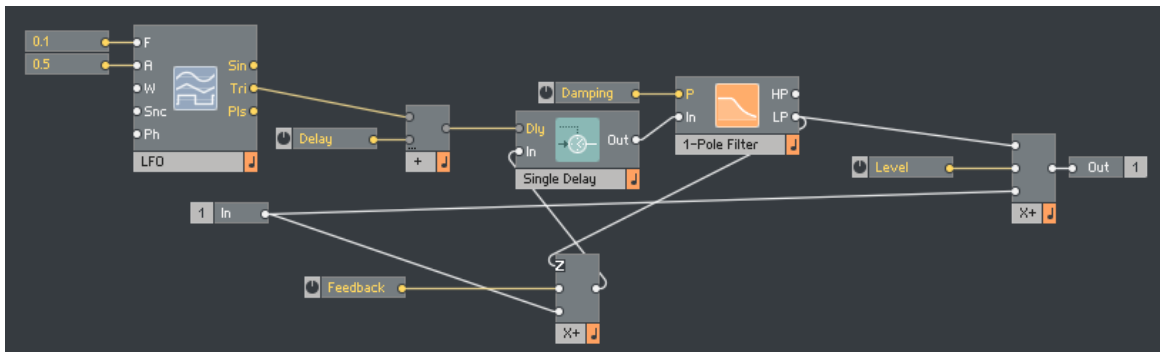 0.1
0.5
F
A
W
Snc
Ph
Sin
Tri
Pls
LFO
Delay
...
+
Dly
In
Out
Single Delay
Damping
P
In
HP
LP
1-Pole Filter
Level
X+
Out 1
1 In
Feedback
Z
X+